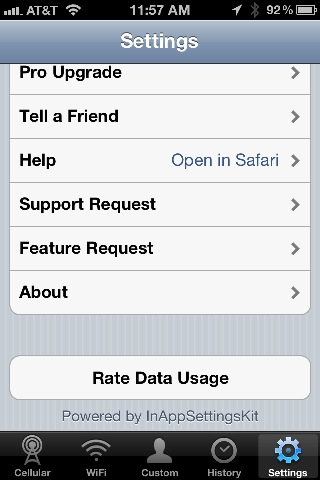 AT&T 11:57 AM 92%
Settings
Pro Upgrade
Tell a Friend
Help Open in Safari
Support Request
Feature Request
About
Rate Data Usage
Powered by InAppSettingsKit
Cellular WiFi Custom History Settings